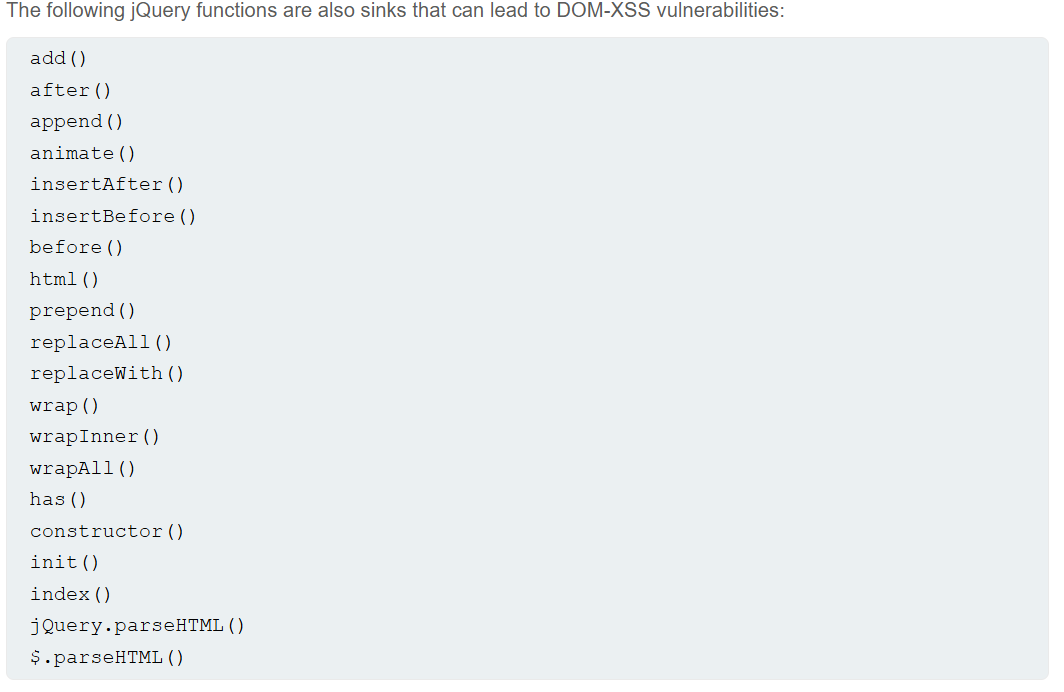 The following jQuery functions are also sinks that can lead to DOM-XSS vulnerabilities:
add()
after()
append()
animate()
insertAfter()
insertBefore()
before()
html()
prepend()
replaceAll()
replaceWith()
wrap()
wrapInner()
wrapAll()
has()
constructor()
init()
index()
jQuery.parseHTML()
$.parseHTML()